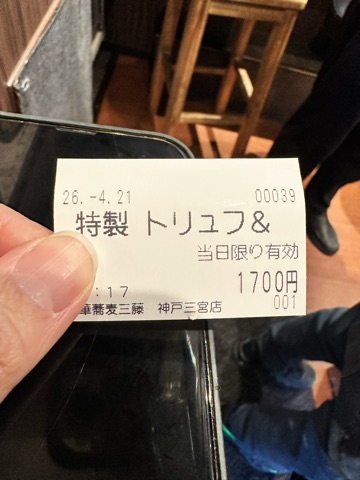 26.-4.21 00039
特製 トリュフ&
当日限り有効
1700円
:17
001
華蕎麦三藤 神戸三宮店